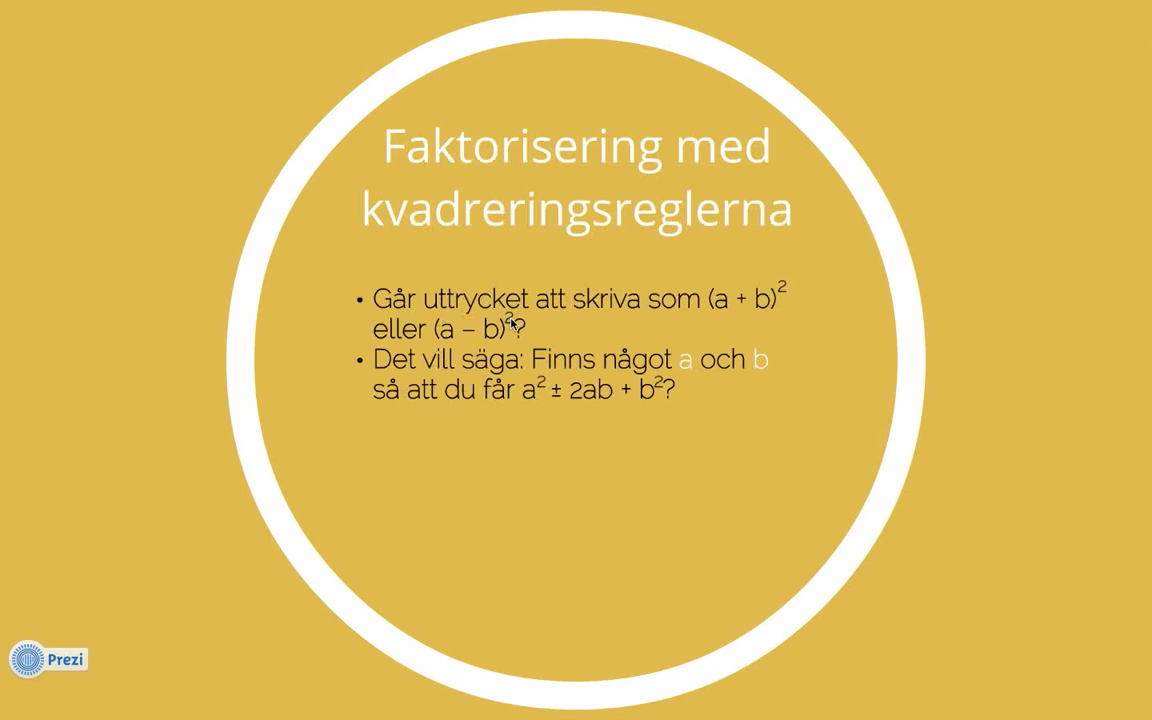 Faktorisering med
kvadreringsreglerna
• Går uttrycket att skriva som (a + b)²
eller (a – b)²?
• Det vill säga: Finns något a och b
så att du får a² ± 2ab + b²?
Prezi